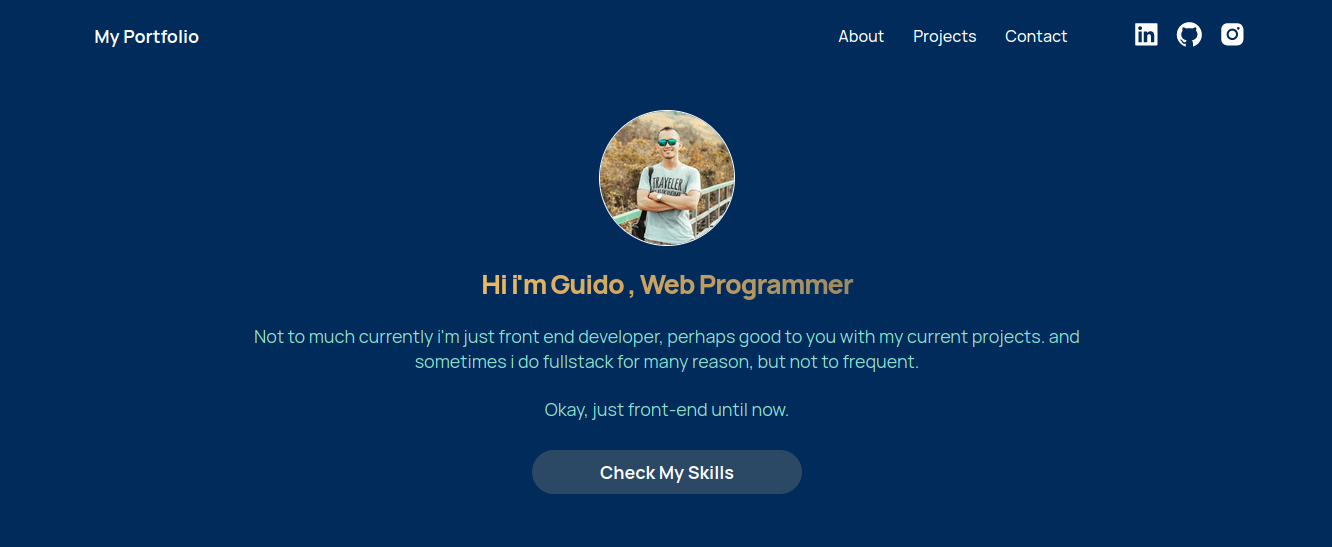 My Portfolio
About Projects Contact
in
TRAVELER
Hi i'm Guido , Web Programmer
Not to much currently i'm just front end developer, perhaps good to you with my current projects. and
sometimes i do fullstack for many reason, but not to frequent.
Okay, just front-end until now.
Check My Skills